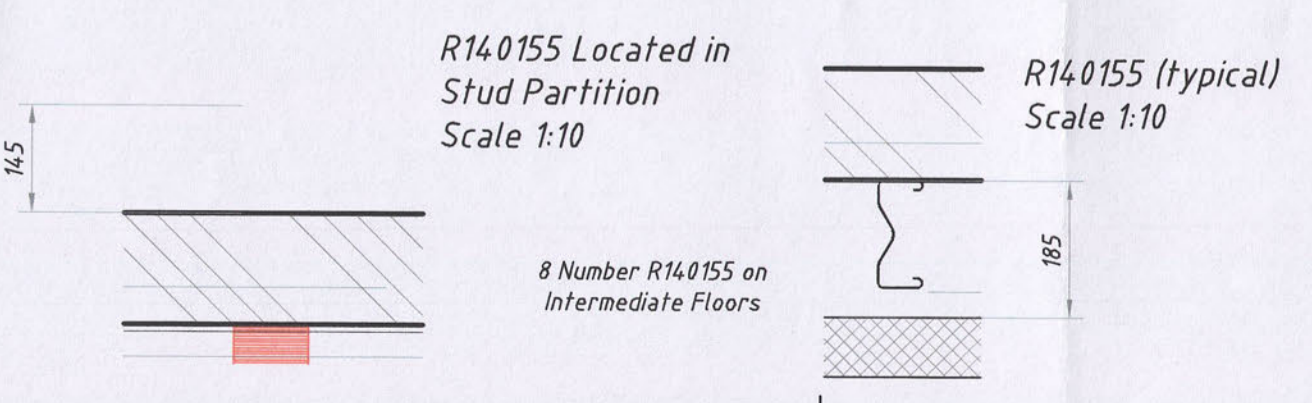 R140155 Located in
Stud Partition
Scale 1:10
145
8 Number R140155 on
Intermediate Floors
R140155 (typical)
Scale 1:10
185